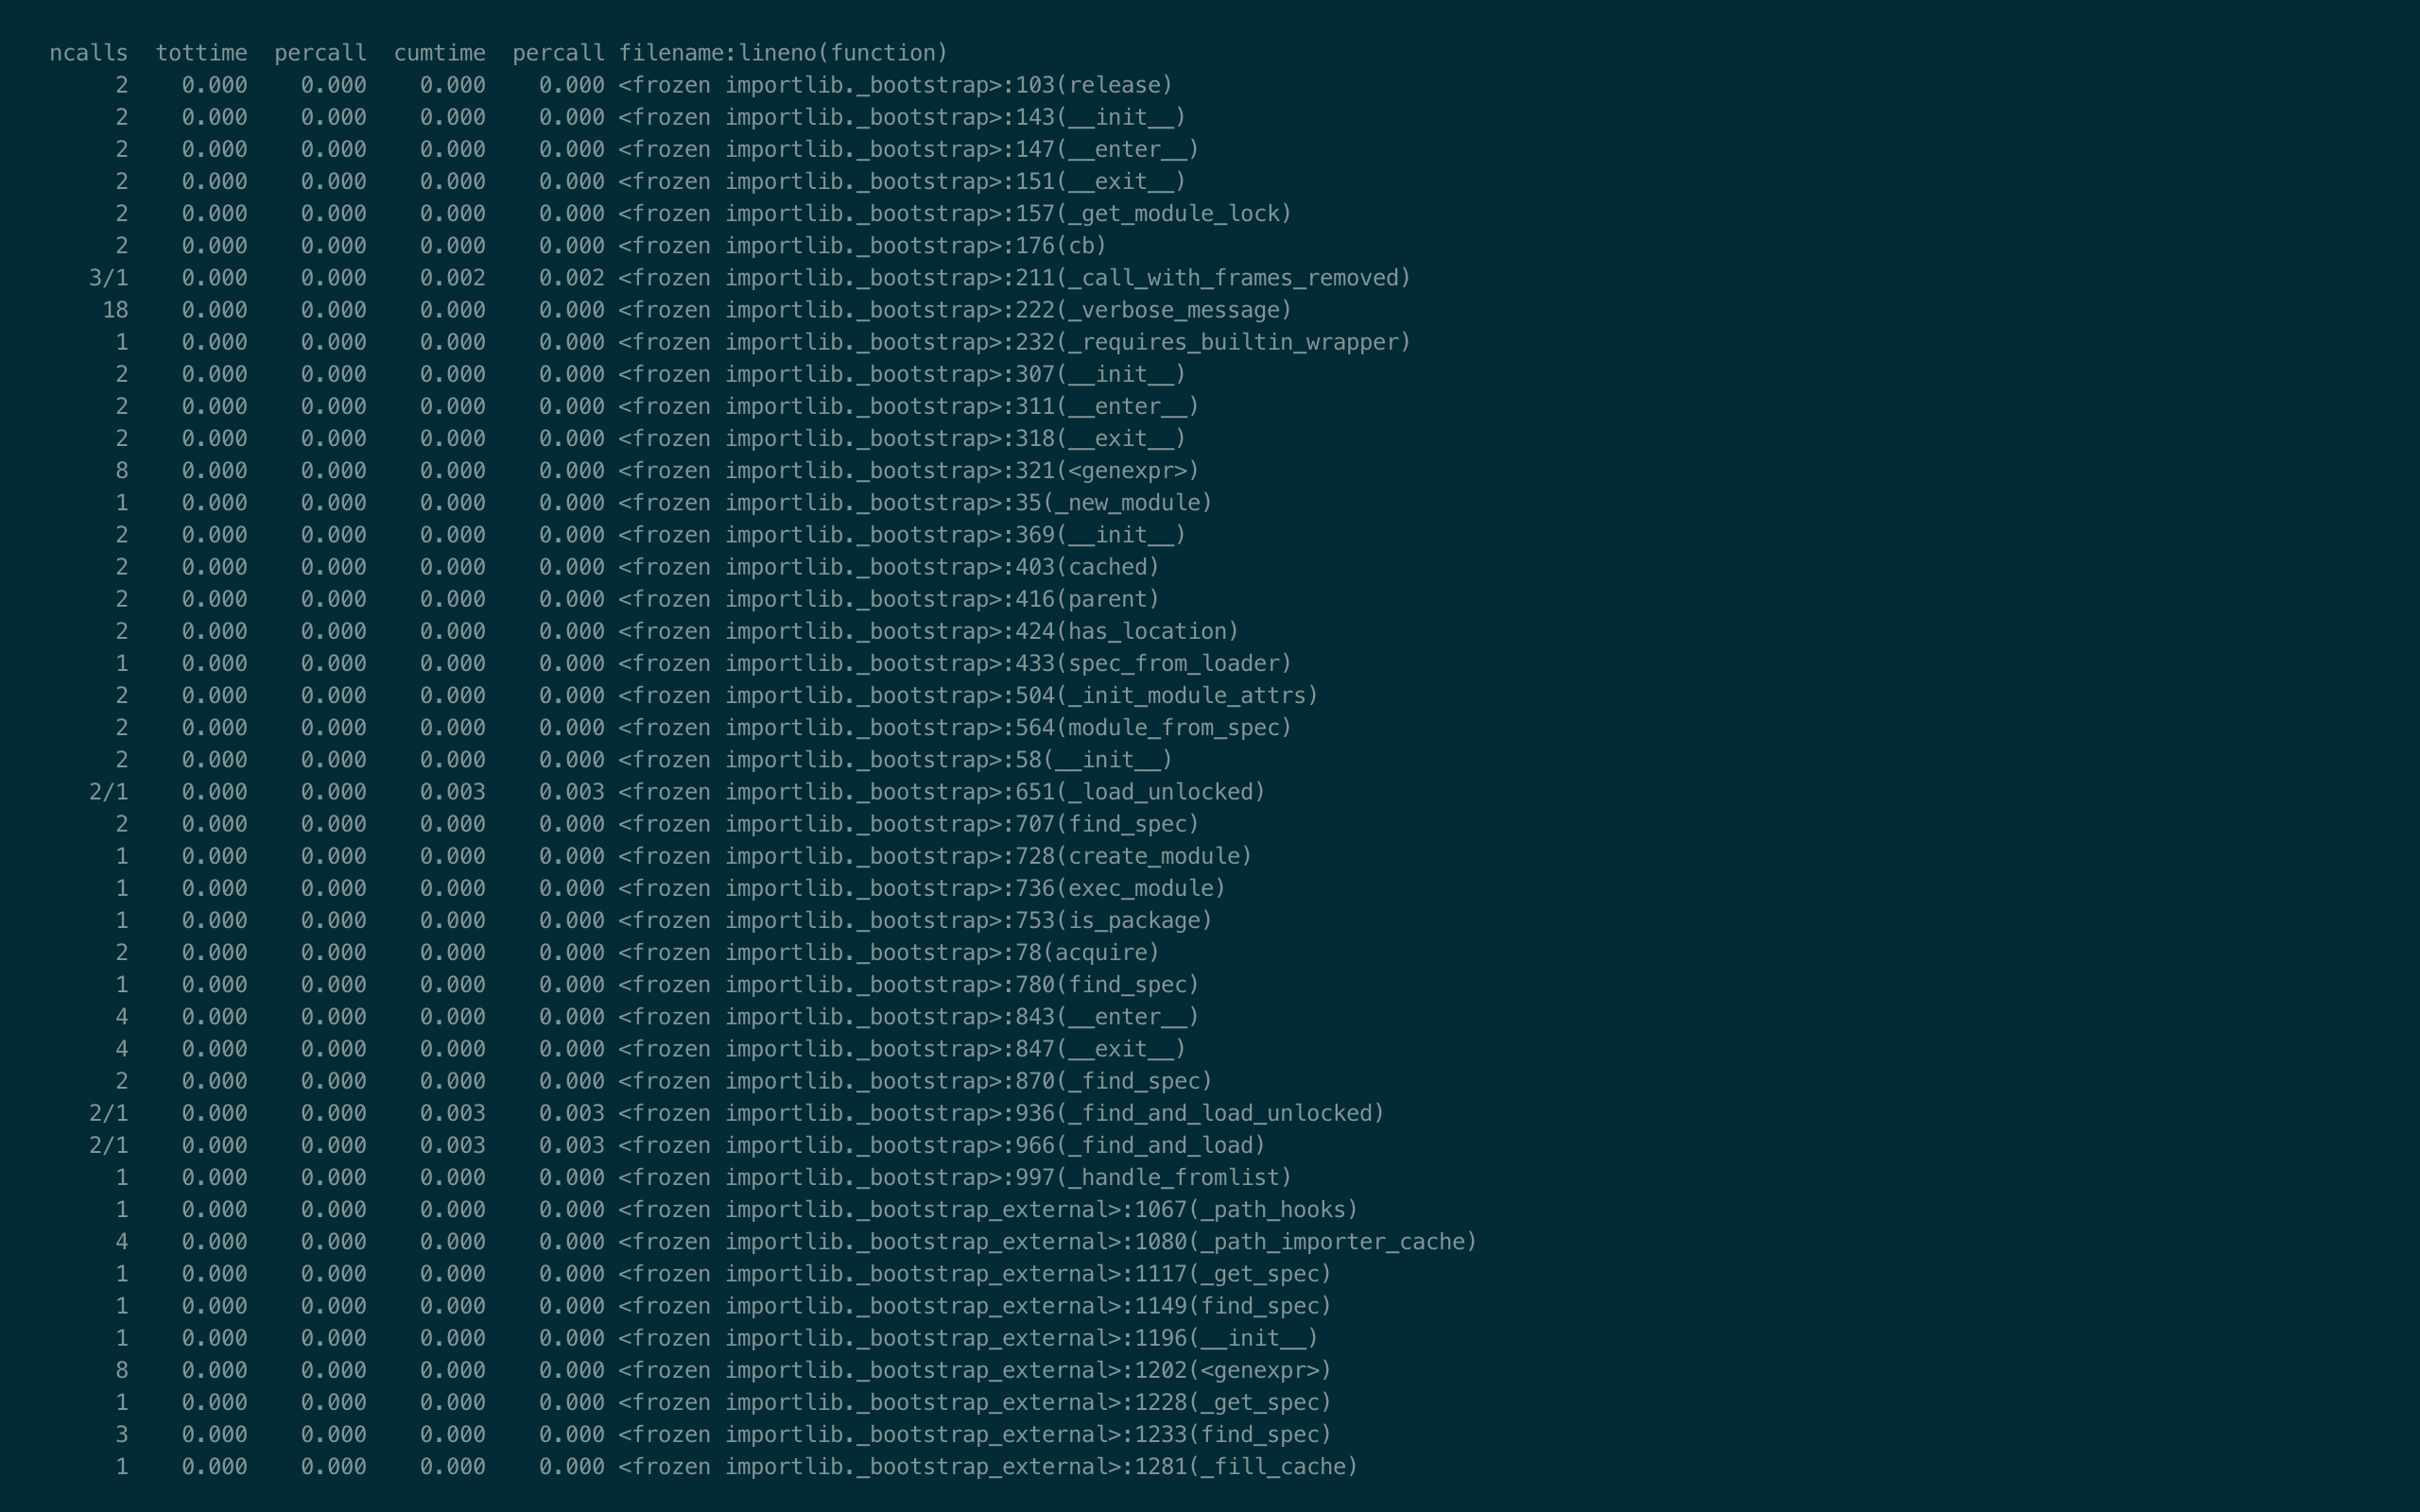 ncalls  tottime  percall  cumtime  percall filename:lineno(function)
2    0.000    0.000    0.000    0.000 <frozen importlib._bootstrap>:103(release)
2    0.000    0.000    0.000    0.000 <frozen importlib._bootstrap>:143(__init__)
2    0.000    0.000    0.000    0.000 <frozen importlib._bootstrap>:147(__enter__)
2    0.000    0.000    0.000    0.000 <frozen importlib._bootstrap>:151(__exit__)
2    0.000    0.000    0.000    0.000 <frozen importlib._bootstrap>:157(_get_module_lock)
2    0.000    0.000    0.000    0.000 <frozen importlib._bootstrap>:176(cb)
3/1    0.000    0.000    0.002    0.002 <frozen importlib._bootstrap>:211(_call_with_frames_removed)
18    0.000    0.000    0.000    0.000 <frozen importlib._bootstrap>:222(_verbose_message)
1    0.000    0.000    0.000    0.000 <frozen importlib._bootstrap>:232(_requires_builtin_wrapper)
2    0.000    0.000    0.000    0.000 <frozen importlib._bootstrap>:307(__init__)
2    0.000    0.000    0.000    0.000 <frozen importlib._bootstrap>:311(__enter__)
2    0.000    0.000    0.000    0.000 <frozen importlib._bootstrap>:318(__exit__)
8    0.000    0.000    0.000    0.000 <frozen importlib._bootstrap>:321(<genexpr>)
1    0.000    0.000    0.000    0.000 <frozen importlib._bootstrap>:35(_new_module)
2    0.000    0.000    0.000    0.000 <frozen importlib._bootstrap>:369(__init__)
2    0.000    0.000    0.000    0.000 <frozen importlib._bootstrap>:403(cached)
2    0.000    0.000    0.000    0.000 <frozen importlib._bootstrap>:416(parent)
2    0.000    0.000    0.000    0.000 <frozen importlib._bootstrap>:424(has_location)
1    0.000    0.000    0.000    0.000 <frozen importlib._bootstrap>:433(spec_from_loader)
2    0.000    0.000    0.000    0.000 <frozen importlib._bootstrap>:504(_init_module_attrs)
2    0.000    0.000    0.000    0.000 <frozen importlib._bootstrap>:564(module_from_spec)
2    0.000    0.000    0.000    0.000 <frozen importlib._bootstrap>:58(__init__)
2/1    0.000    0.000    0.003    0.003 <frozen importlib._bootstrap>:651(_load_unlocked)
2    0.000    0.000    0.000    0.000 <frozen importlib._bootstrap>:707(find_spec)
1    0.000    0.000    0.000    0.000 <frozen importlib._bootstrap>:728(create_module)
1    0.000    0.000    0.000    0.000 <frozen importlib._bootstrap>:736(exec_module)
1    0.000    0.000    0.000    0.000 <frozen importlib._bootstrap>:753(is_package)
2    0.000    0.000    0.000    0.000 <frozen importlib._bootstrap>:78(acquire)
1    0.000    0.000    0.000    0.000 <frozen importlib._bootstrap>:780(find_spec)
4    0.000    0.000    0.000    0.000 <frozen importlib._bootstrap>:843(__enter__)
4    0.000    0.000    0.000    0.000 <frozen importlib._bootstrap>:847(__exit__)
2    0.000    0.000    0.000    0.000 <frozen importlib._bootstrap>:870(_find_spec)
2/1    0.000    0.000    0.003    0.003 <frozen importlib._bootstrap>:936(_find_and_load_unlocked)
2/1    0.000    0.000    0.003    0.003 <frozen importlib._bootstrap>:966(_find_and_load)
1    0.000    0.000    0.000    0.000 <frozen importlib._bootstrap>:997(_handle_fromlist)
1    0.000    0.000    0.000    0.000 <frozen importlib._bootstrap_external>:1067(_path_hooks)
4    0.000    0.000    0.000    0.000 <frozen importlib._bootstrap_external>:1080(_path_importer_cache)
1    0.000    0.000    0.000    0.000 <frozen importlib._bootstrap_external>:1117(_get_spec)
1    0.000    0.000    0.000    0.000 <frozen importlib._bootstrap_external>:1149(find_spec)
1    0.000    0.000    0.000    0.000 <frozen importlib._bootstrap_external>:1196(__init__)
8    0.000    0.000    0.000    0.000 <frozen importlib._bootstrap_external>:1202(<genexpr>)
1    0.000    0.000    0.000    0.000 <frozen importlib._bootstrap_external>:1228(_get_spec)
3    0.000    0.000    0.000    0.000 <frozen importlib._bootstrap_external>:1233(find_spec)
1    0.000    0.000    0.000    0.000 <frozen importlib._bootstrap_external>:1281(_fill_cache)